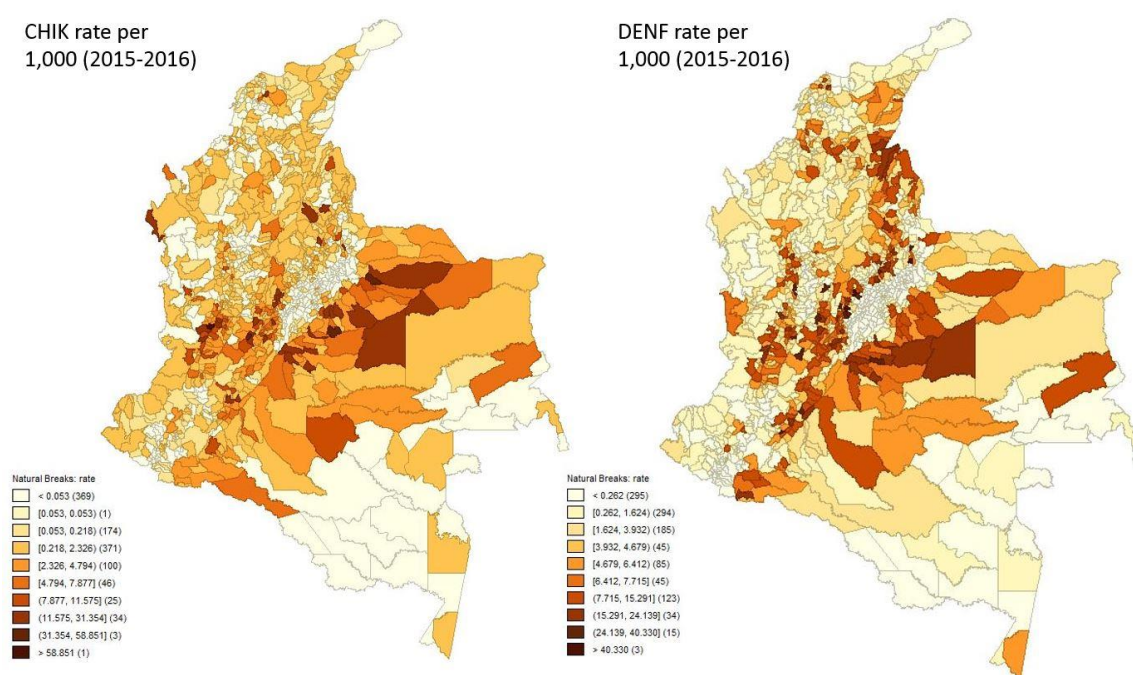 CHIK rate per
1,000 (2015-2016)
DENF rate per
1,000 (2015-2016)
Natural Breaks: rate
< 0.053 (369)
[0.053, 0.053) (1)
[0.053, 0.218) (174)
[0.218, 2.326) (371)
[2.326, 4.794) (100)
[4.794, 7.877] (46)
(7.877, 11.575] (25)
(11.575, 31.354] (34)
(31.354, 58.851] (3)
> 58.851 (1)
Natural Breaks: rate
< 0.262 (295)
[0.262, 1.624) (294)
[1.624, 3.932) (185)
[3.932, 4.679) (45)
[4.679, 6.412) (85)
[6.412, 7.715] (45)
(7.715, 15.291] (123)
(15.291, 24.139] (34)
(24.139, 40.330] (15)
> 40.330 (3)